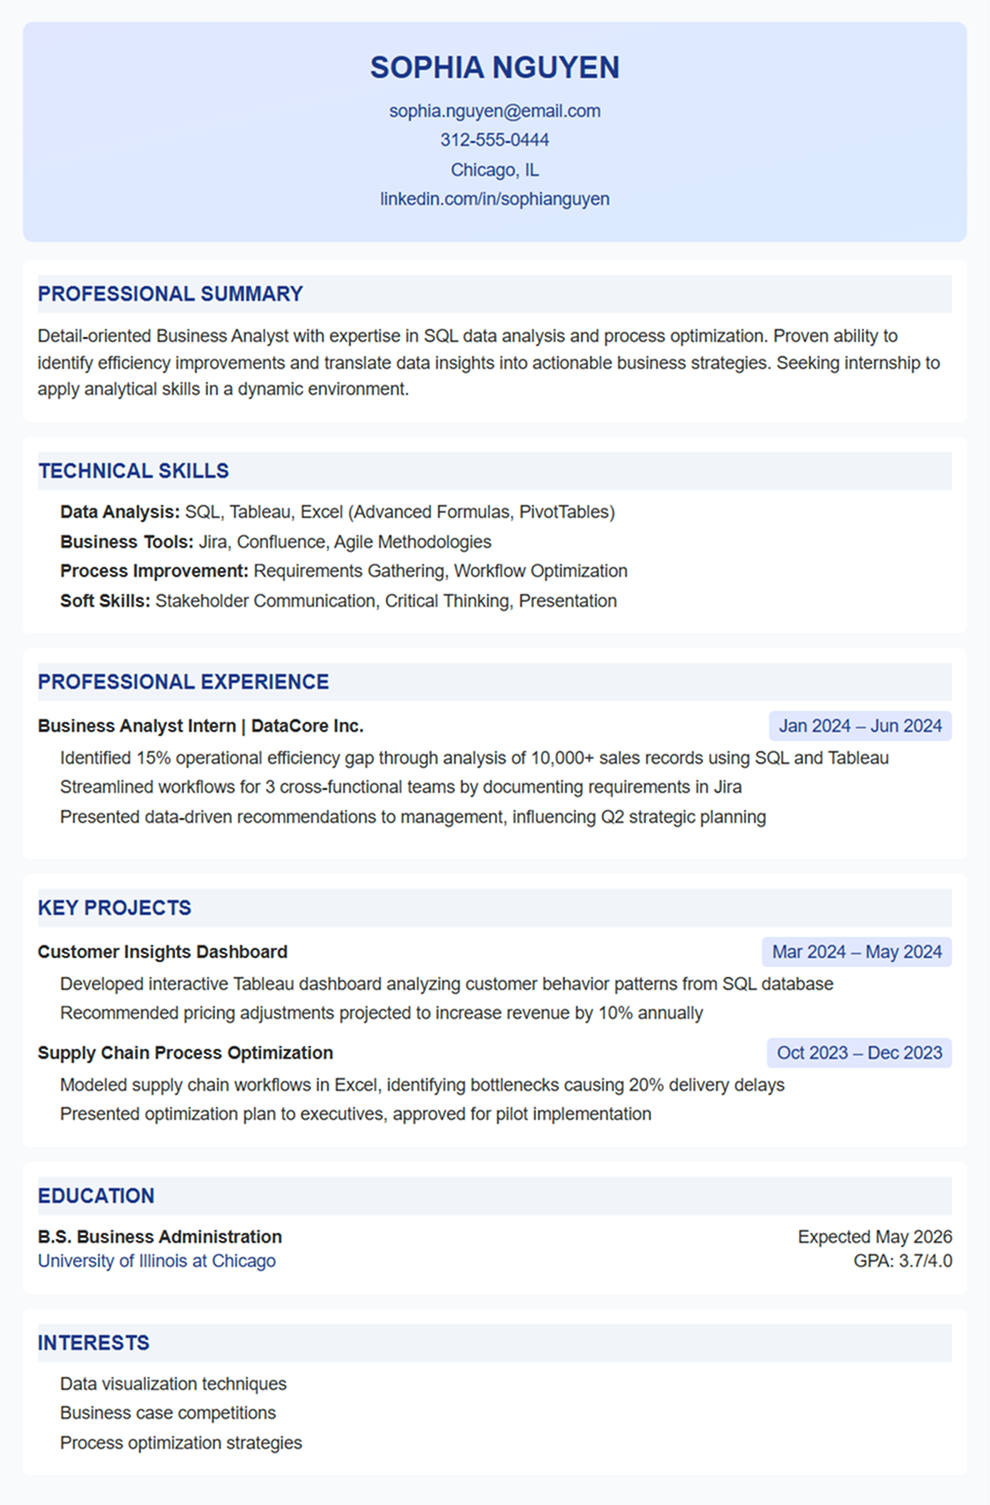 SOPHIA NGUYEN
sophia.nguyen@email.com
312-555-0444
Chicago, IL
linkedin.com/in/sophianguyen
PROFESSIONAL SUMMARY
Detail-oriented Business Analyst with expertise in SQL data analysis and process optimization. Proven ability to
identify efficiency improvements and translate data insights into actionable business strategies. Seeking internship to
apply analytical skills in a dynamic environment.
TECHNICAL SKILLS
Data Analysis: SQL, Tableau, Excel (Advanced Formulas, PivotTables)
Business Tools: Jira, Confluence, Agile Methodologies
Process Improvement: Requirements Gathering, Workflow Optimization
Soft Skills: Stakeholder Communication, Critical Thinking, Presentation
PROFESSIONAL EXPERIENCE
Business Analyst Intern | DataCore Inc. Jan 2024 – Jun 2024
Identified 15% operational efficiency gap through analysis of 10,000+ sales records using SQL and Tableau
Streamlined workflows for 3 cross-functional teams by documenting requirements in Jira
Presented data-driven recommendations to management, influencing Q2 strategic planning
KEY PROJECTS
Customer Insights Dashboard Mar 2024 – May 2024
Developed interactive Tableau dashboard analyzing customer behavior patterns from SQL database
Recommended pricing adjustments projected to increase revenue by 10% annually
Supply Chain Process Optimization Oct 2023 – Dec 2023
Modeled supply chain workflows in Excel, identifying bottlenecks causing 20% delivery delays
Presented optimization plan to executives, approved for pilot implementation
EDUCATION
B.S. Business Administration Expected May 2026
University of Illinois at Chicago GPA: 3.7/4.0
INTERESTS
Data visualization techniques
Business case competitions
Process optimization strategies